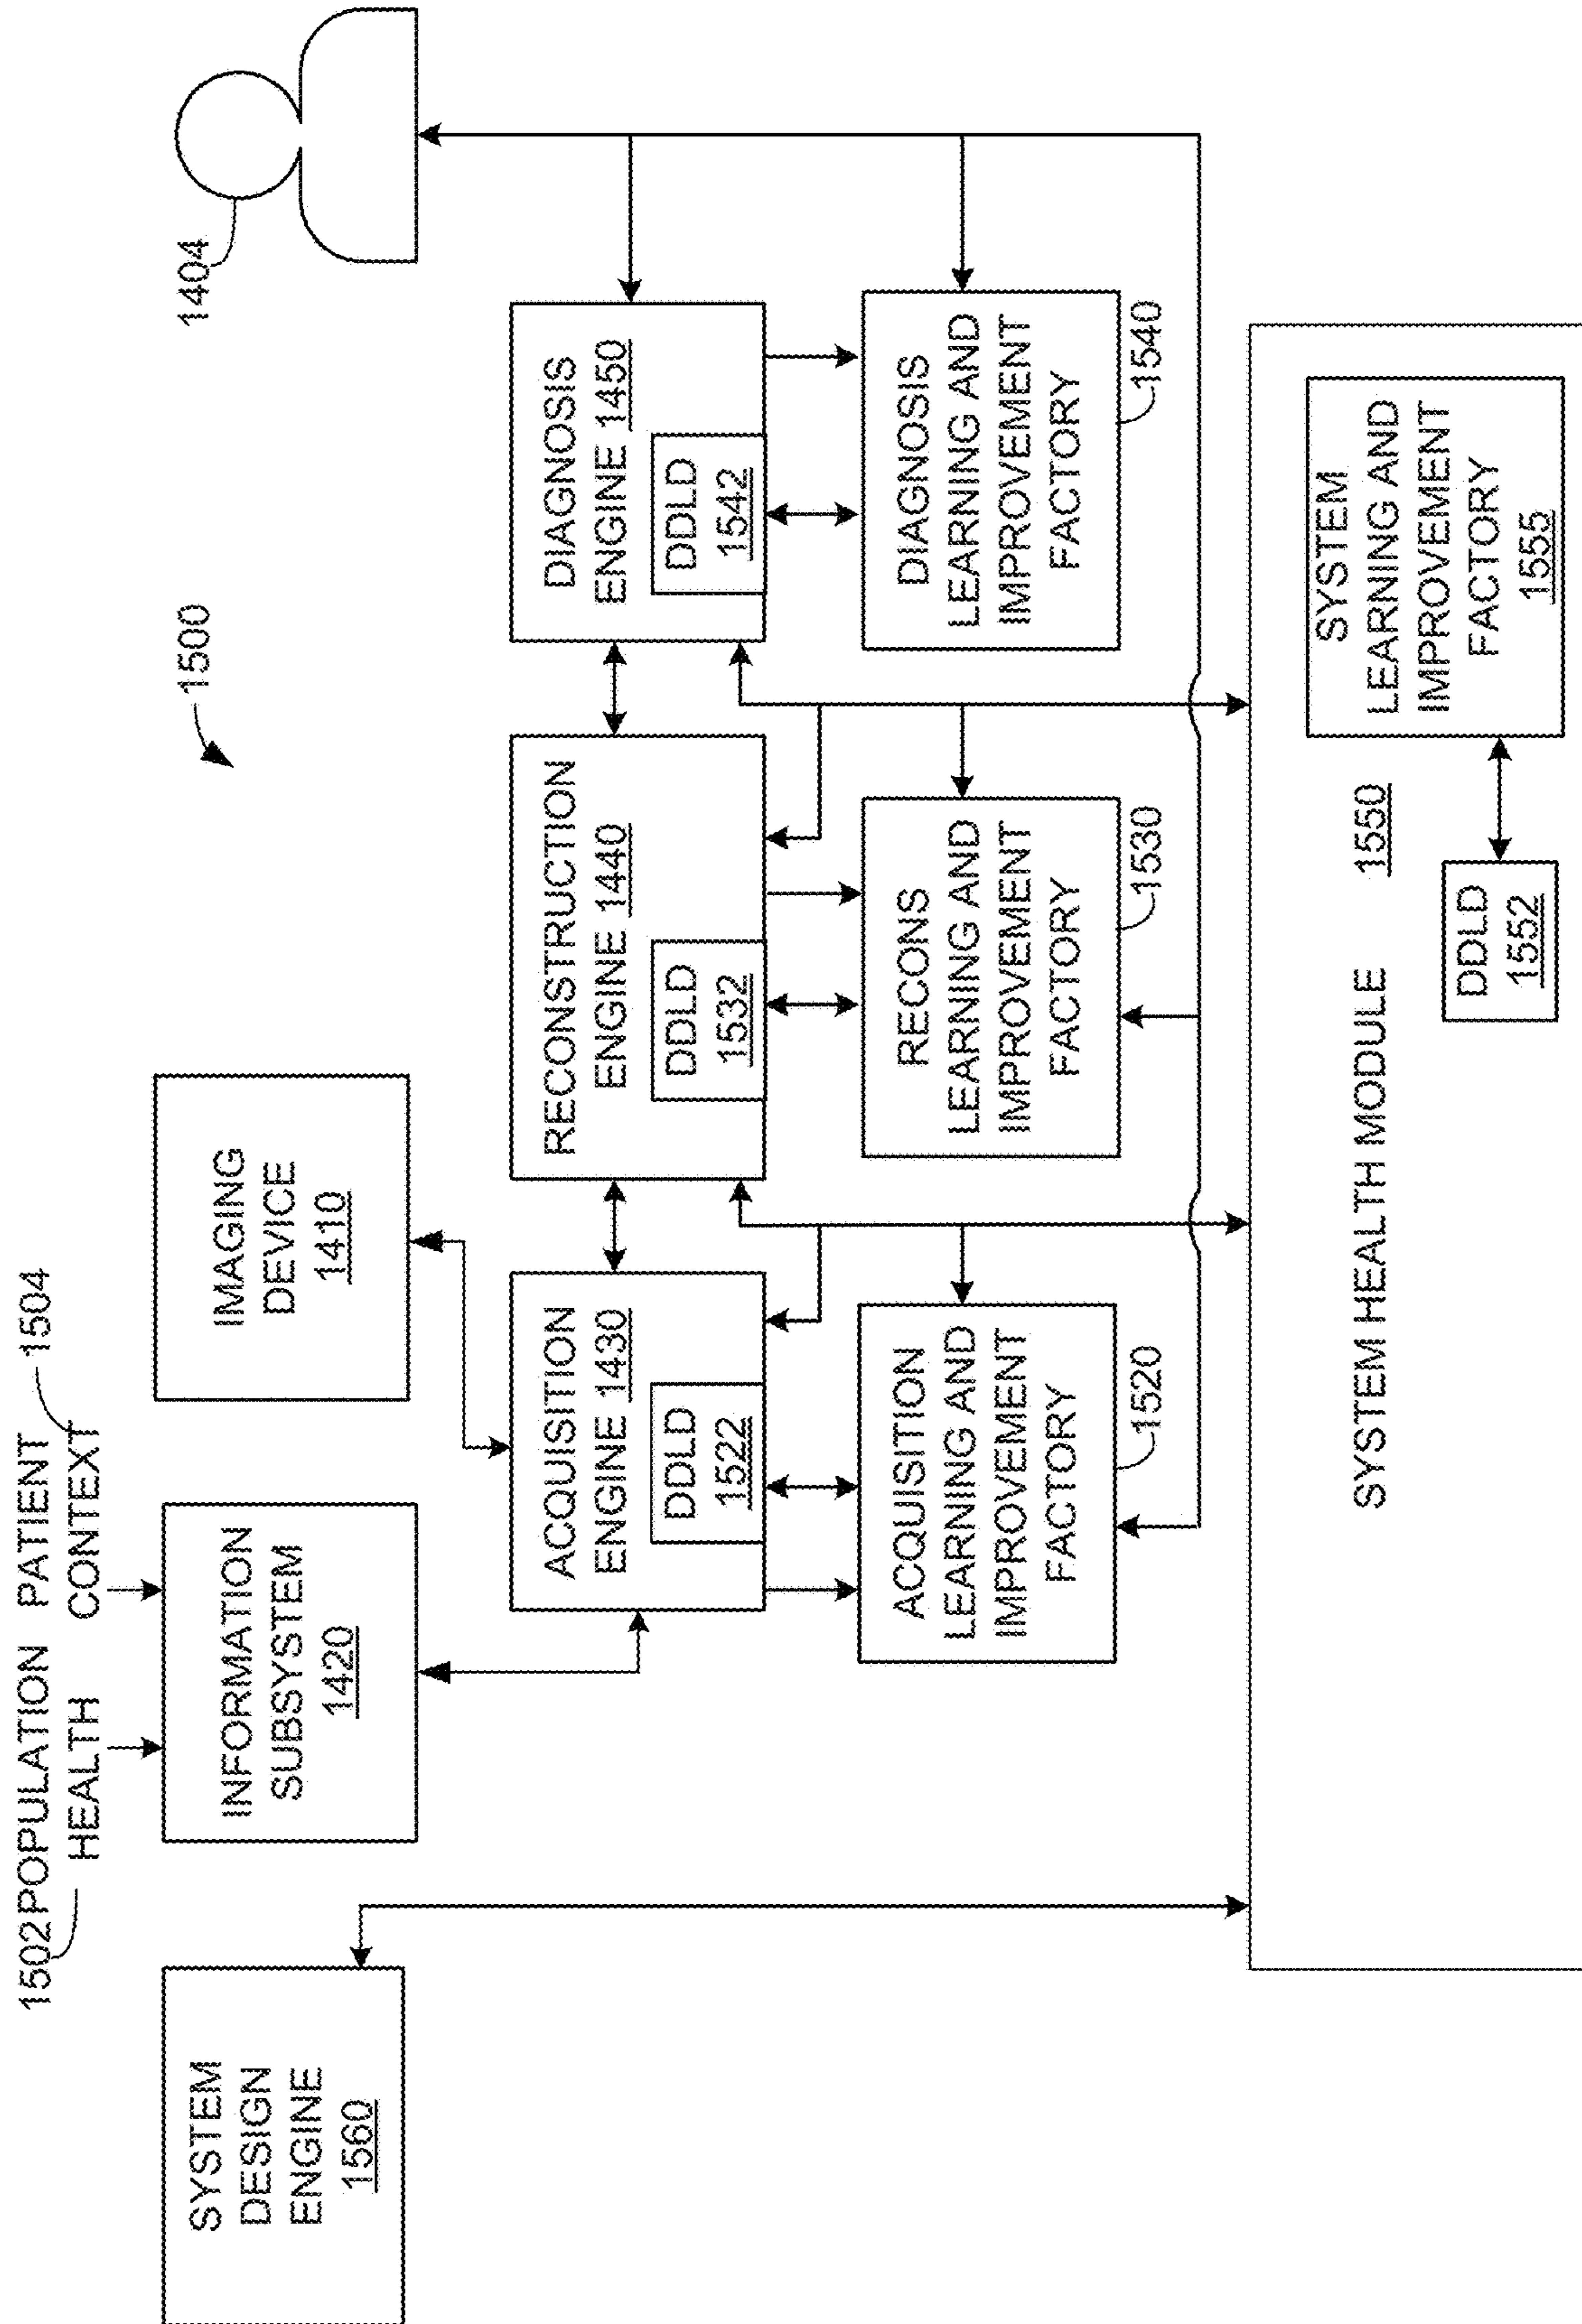 1502 POPULATION
HEALTH
PATIENT
CONTEXT
1504
1500
1404
SYSTEM
DESIGN
ENGINE
1560
INFORMATION
SUBSYSTEM
1420
IMAGING
DEVICE
1410
ACQUISITION
ENGINE 1430
DDLD
1522
RECONSTRUCTION
ENGINE 1440
DDLD
1532
DIAGNOSIS
ENGINE 1450
DDLD
1542
ACQUISITION
LEARNING AND
IMPROVEMENT
FACTORY
1520
RECONS
LEARNING AND
IMPROVEMENT
FACTORY
1530
DIAGNOSIS
LEARNING AND
IMPROVEMENT
FACTORY
1540
SYSTEM HEALTH MODULE 1550
DDLD
1552
SYSTEM
LEARNING AND
IMPROVEMENT
FACTORY
1555